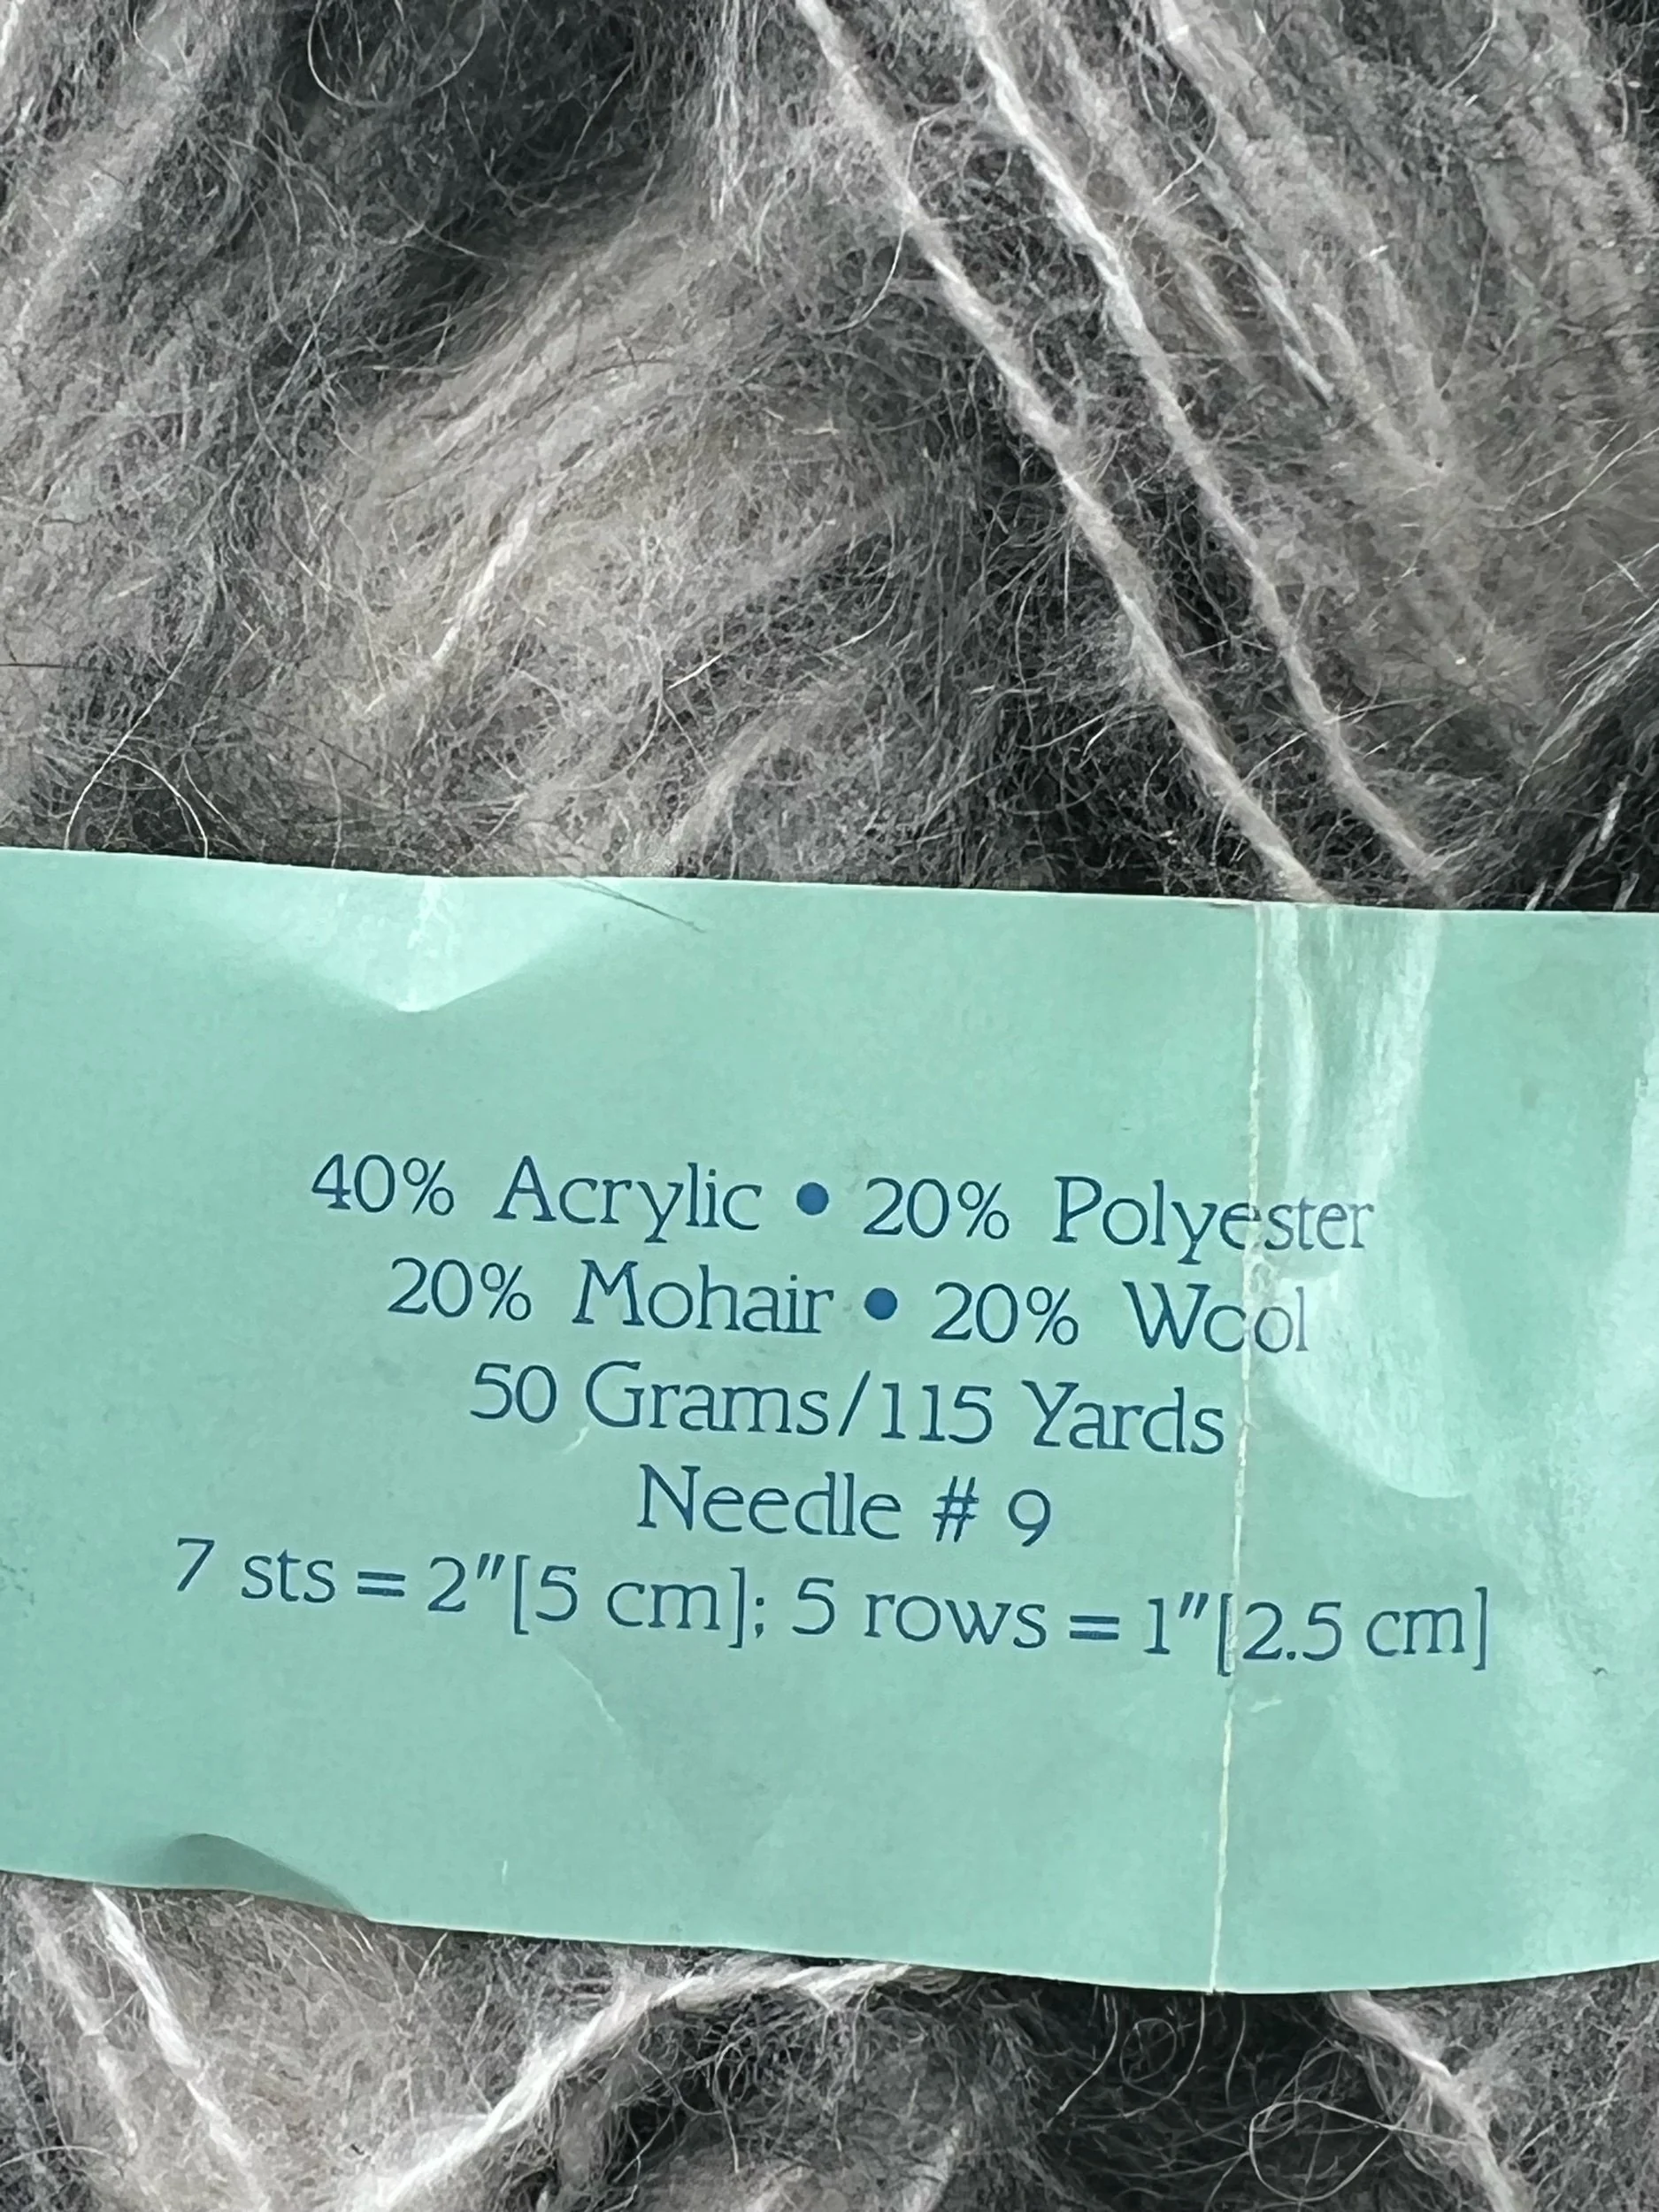 40% Acrylic • 20% Polyester
20% Mohair • 20% Wool
50 Grams/115 Yards
Needle # 9
7 sts = 2"[5 cm]; 5 rows = 1"[2.5 cm]